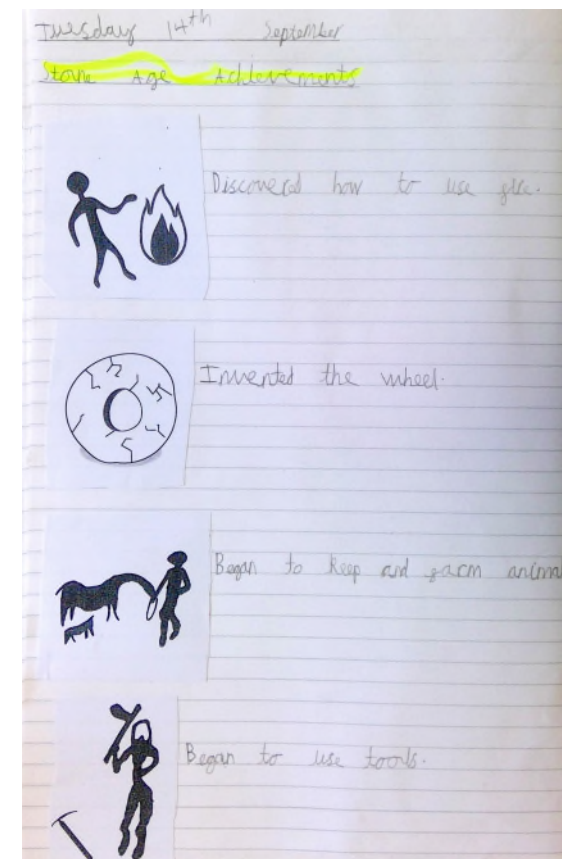 Tuesday 14th September
Stone Age Achievements
Discovered how to use fire.
Invented the wheel.
Began to keep and farm anima
Began to use tools.